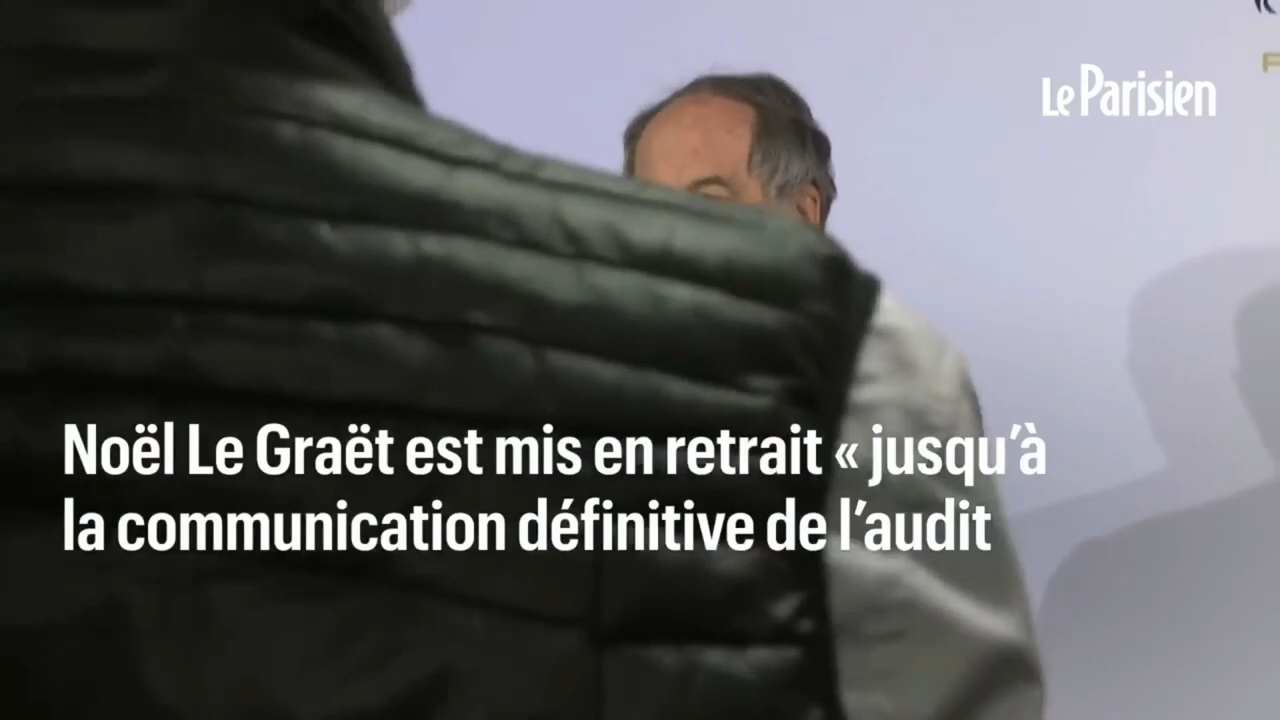 Le Parisien
Noël Le Graët est mis en retrait « jusqu’à
la communication définitive de l’audit